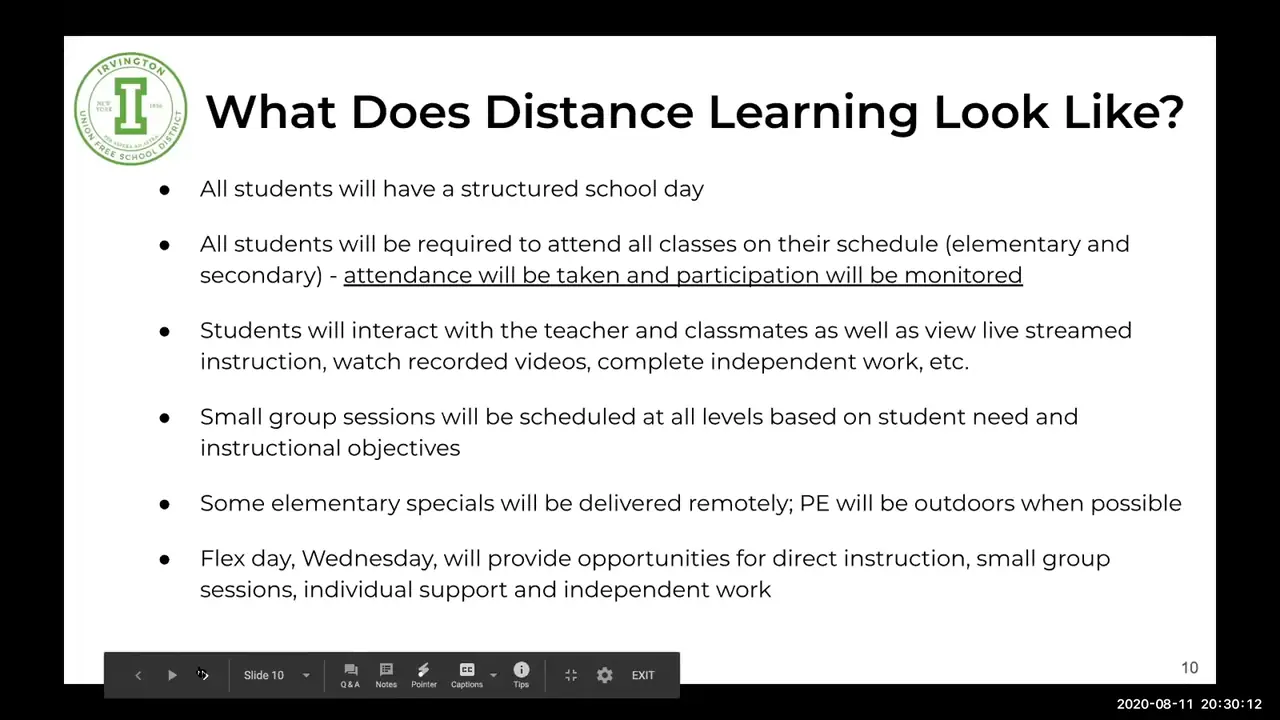 IRVINGTON
NEW YORK
I
UNION FREE SCHOOL DISTRICT
What Does Distance Learning Look Like?
● All students will have a structured school day
● All students will be required to attend all classes on their schedule (elementary and
secondary) - attendance will be taken and participation will be monitored
● Students will interact with the teacher and classmates as well as view live streamed
instruction, watch recorded videos, complete independent work, etc.
● Small group sessions will be scheduled at all levels based on student need and
instructional objectives
● Some elementary specials will be delivered remotely; PE will be outdoors when possible
● Flex day, Wednesday, will provide opportunities for direct instruction, small group
sessions, individual support and independent work
Slide 10 Q & A Notes Pointer CC Captions Tips EXIT
10
2020-08-11 20:30:12